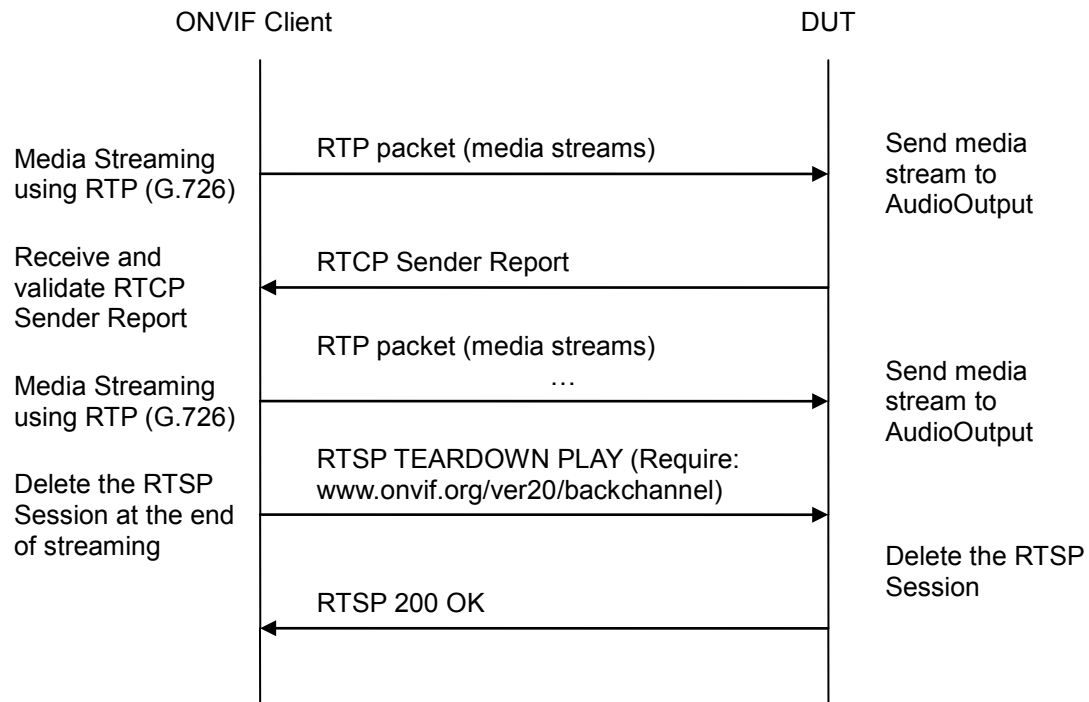 ONVIF Client
DUT
Media Streaming
using RTP (G.726)
RTP packet (media streams)
Send media
stream to
AudioOutput
Receive and
validate RTCP
Sender Report
RTCP Sender Report
Media Streaming
using RTP (G.726)
RTP packet (media streams)
…
Send media
stream to
AudioOutput
Delete the RTSP
Session at the end
of streaming
RTSP TEARDOWN PLAY (Require:
www.onvif.org/ver20/backchannel)
Delete the RTSP
Session
RTSP 200 OK